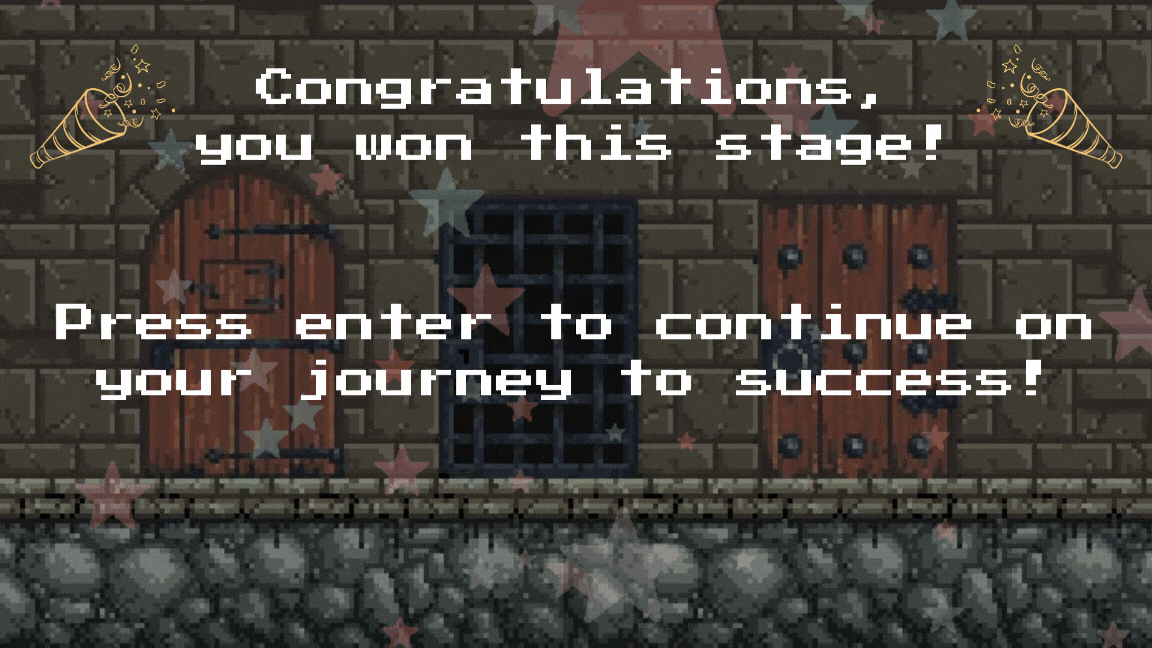 Congratulations,
you won this stage!
Press enter to continue on
your journey to success!